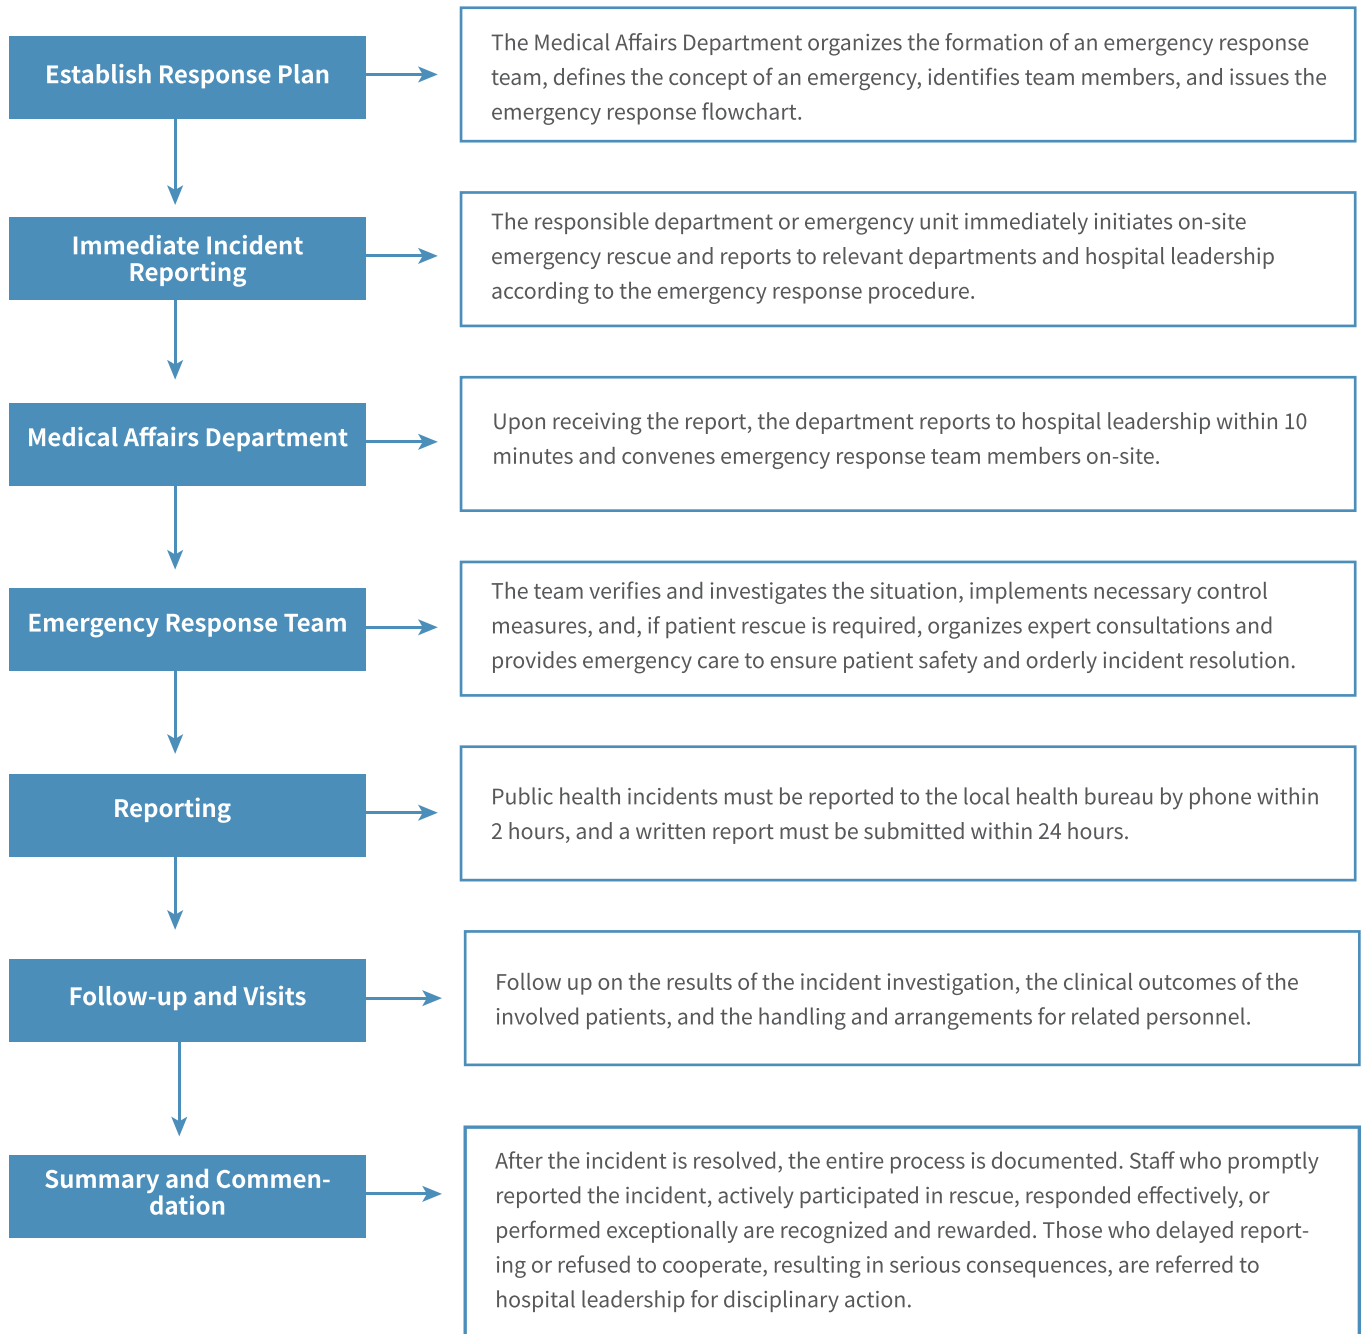 Establish Response Plan
The Medical Affairs Department organizes the formation of an emergency response
team, defines the concept of an emergency, identifies team members, and issues the
emergency response flowchart.
Immediate Incident
Reporting
The responsible department or emergency unit immediately initiates on-site
emergency rescue and reports to relevant departments and hospital leadership
according to the emergency response procedure.
Medical Affairs Department
Upon receiving the report, the department reports to hospital leadership within 10
minutes and convenes emergency response team members on-site.
Emergency Response Team
The team verifies and investigates the situation, implements necessary control
measures, and, if patient rescue is required, organizes expert consultations and
provides emergency care to ensure patient safety and orderly incident resolution.
Reporting
Public health incidents must be reported to the local health bureau by phone within
2 hours, and a written report must be submitted within 24 hours.
Follow-up and Visits
Follow up on the results of the incident investigation, the clinical outcomes of the
involved patients, and the handling and arrangements for related personnel.
Summary and Commen-
dation
After the incident is resolved, the entire process is documented. Staff who promptly
reported the incident, actively participated in rescue, responded effectively, or
performed exceptionally are recognized and rewarded. Those who delayed report-
ing or refused to cooperate, resulting in serious consequences, are referred to
hospital leadership for disciplinary action.